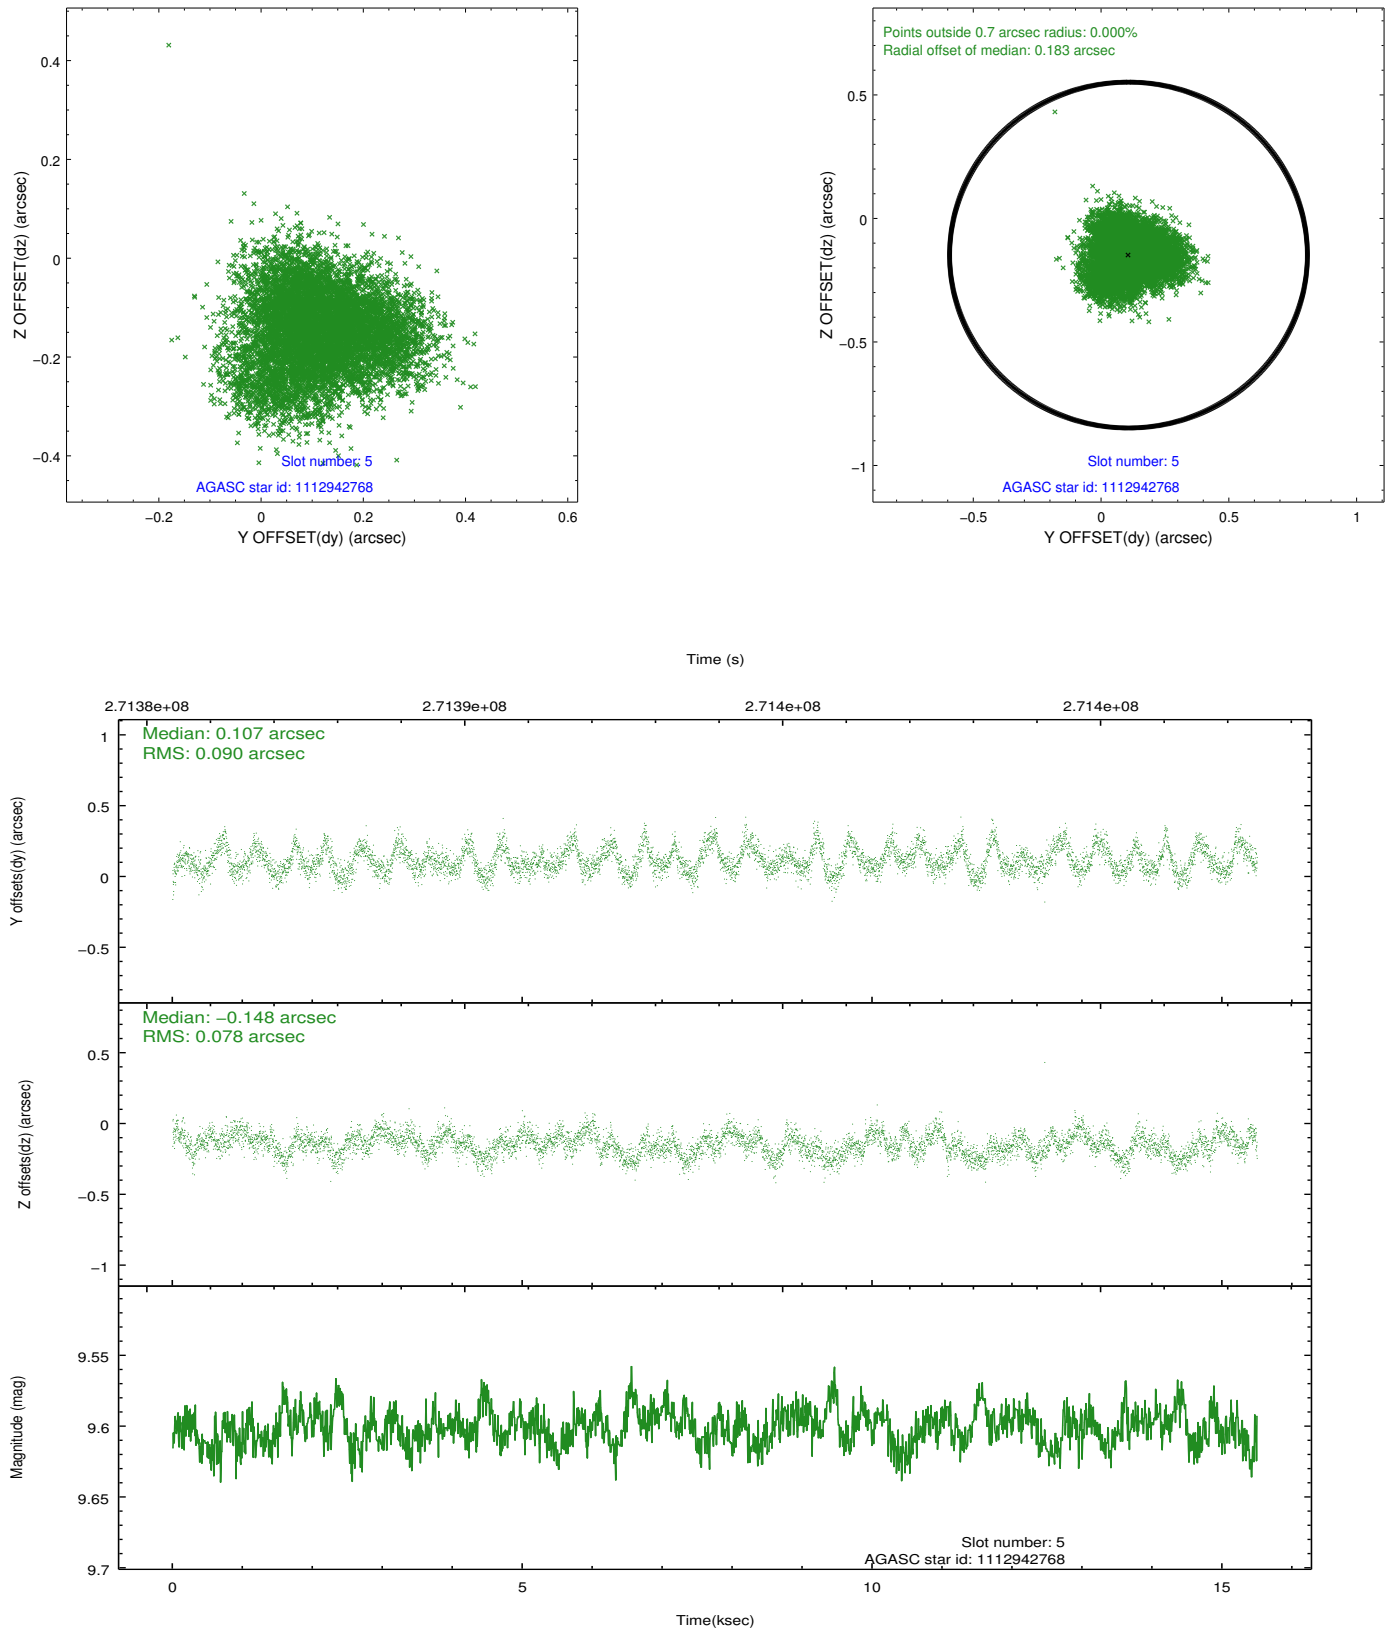 0.4
0.2
0
−0.2
−0.4
Z OFFSET(dz) (arcsec)
Slot number: 5
AGASC star id: 1112942768
−0.2
0
0.2
0.4
0.6
Y OFFSET(dy) (arcsec)
Points outside 0.7 arcsec radius: 0.000%
Radial offset of median: 0.183 arcsec
0.5
0
−0.5
−1
Z OFFSET(dz) (arcsec)
Slot number: 5
AGASC star id: 1112942768
−0.5
0
0.5
1
Y OFFSET(dy) (arcsec)
Time (s)
2.7138e+08
2.7139e+08
2.714e+08
2.714e+08
Median: 0.107 arcsec
RMS: 0.090 arcsec
1
0.5
0
−0.5
Y offsets(dy) (arcsec)
Median: −0.148 arcsec
RMS: 0.078 arcsec
0.5
0
−0.5
−1
Z offsets(dz) (arcsec)
9.55
9.6
9.65
9.7
Magnitude (mag)
Slot number: 5
AGASC star id: 1112942768
0
5
10
15
Time(ksec)